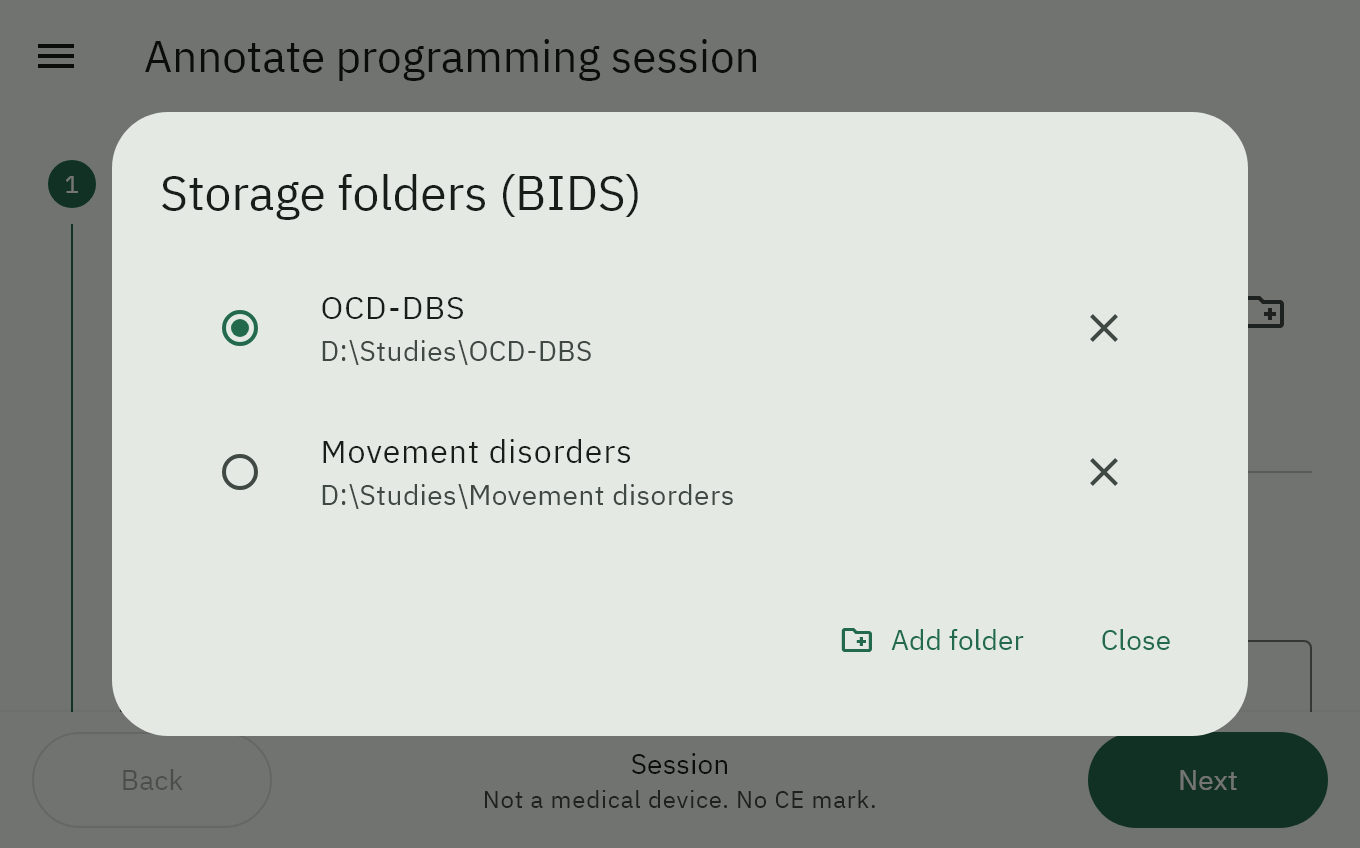 Annotate programming session
1
Storage folders (BIDS)
OCD-DBS
D:\Studies\OCD-DBS
Movement disorders
D:\Studies\Movement disorders
Add folder
Close
Back
Session
Not a medical device. No CE mark.
Next